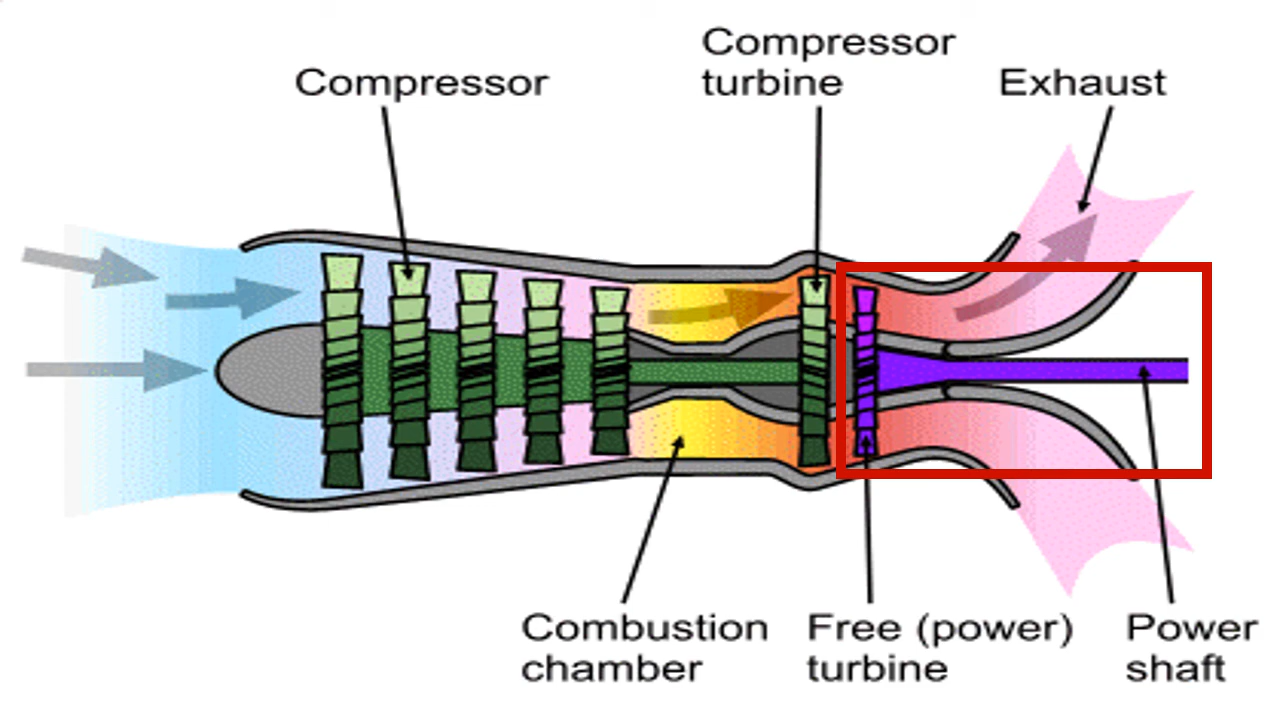 Compressor
Compressor
turbine
Exhaust
Combustion
chamber
Free (power)
turbine
Power
shaft